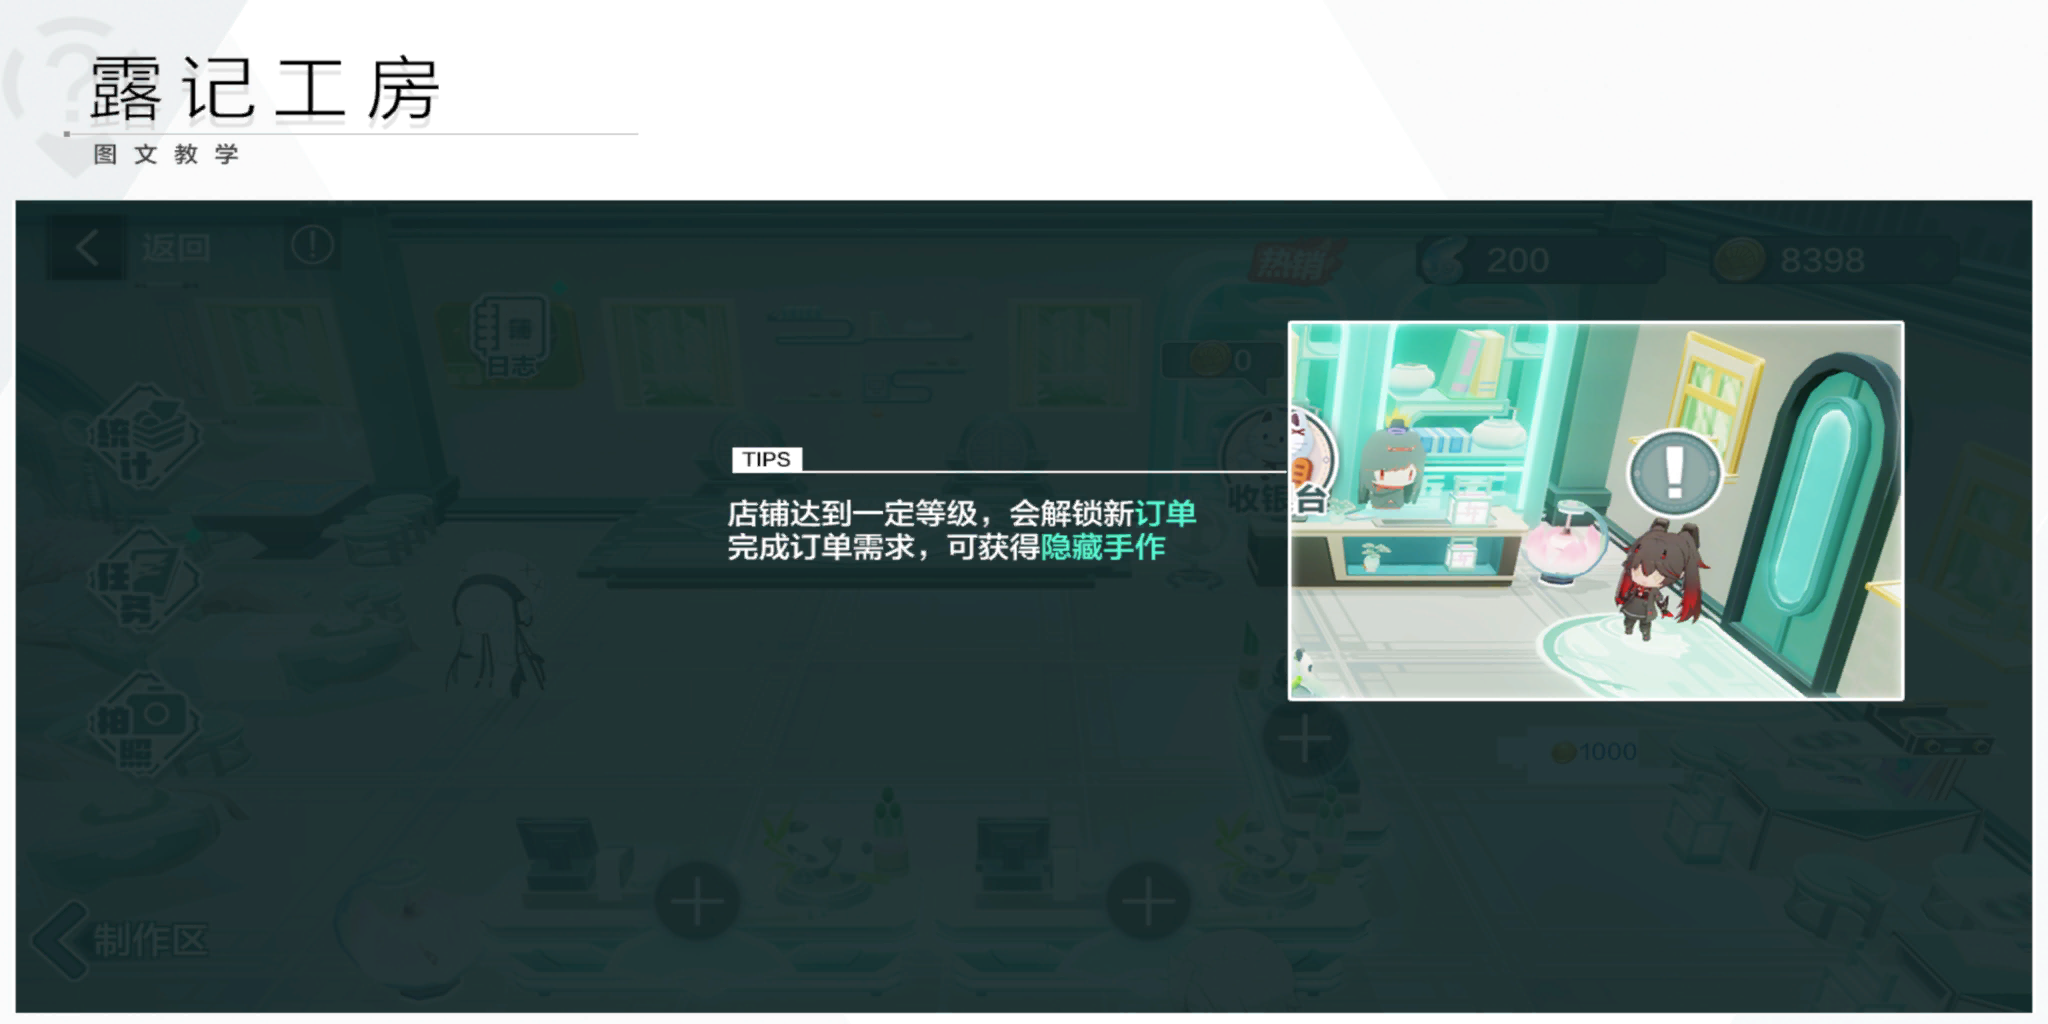 露记工房
图文教学
返回
热销
200
8398
日志
0
统计
TIPS
店铺达到一定等级，会解锁新订单
完成订单需求，可获得隐藏手作
收银台
任务
拍照
1000
制作区